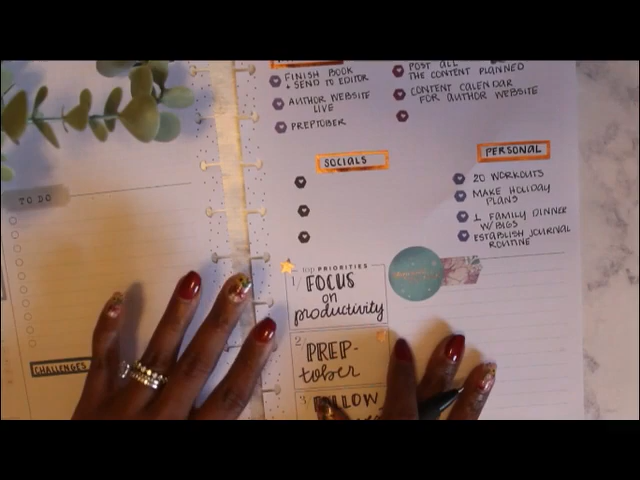 FINISH BOOK
+ SEND TO EDITOR
AUTHOR WEBSITE
LIVE
PREPTOBER
POST ALL
THE CONTENT PLANNED
CONTENT CALENDAR
FOR AUTHOR WEBSITE
SOCIALS
PERSONAL
20 WORKOUTS
MAKE HOLIDAY
PLANS
1 FAMILY DINNER
W/BIGS
ESTABLISH JOURNAL
ROUTINE
TO DO
CHALLENGES
top PRIORITIES
1 FOCUS
on
productivity
2 PREP-
tober
3 FOLLOW